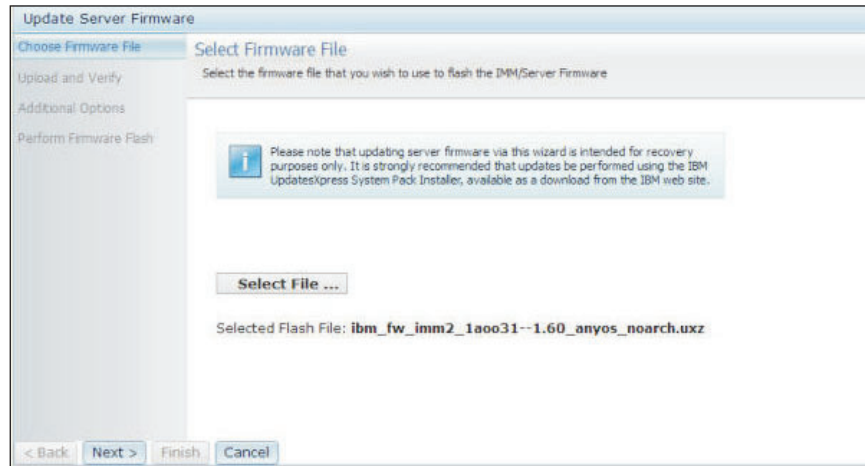 Update Server Firmware
Choose Firmware File
Upload and Verify
Additional Options
Perform Firmware Flash
Select Firmware File
Select the firmware file that you wish to use to flash the IMM/Server Firmware
Please note that updating server firmware via this wizard is intended for recovery
purposes only. It is strongly recommended that updates be performed using the IBM
UpdatesXpress System Pack Installer, available as a download from the IBM web site.
Select File ...
Selected Flash File: ibm_fw_imm2_1aoo31--1.60_anyos_noarch.uxz
< Back Next > Finish Cancel